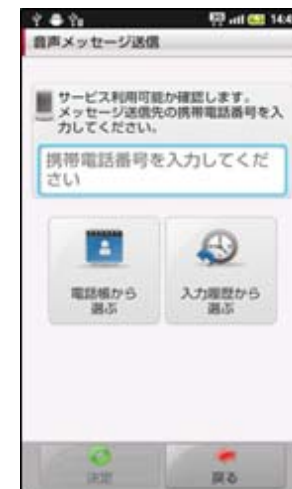 14:4
音声メッセージ送信
サービス利用可能か確認します。
メッセージ送信先の携帯電話番号を入
力してください。
携帯電話番号を入力してくだ
さい
電話帳から
選ぶ
入力履歴から
選ぶ
決定
戻る